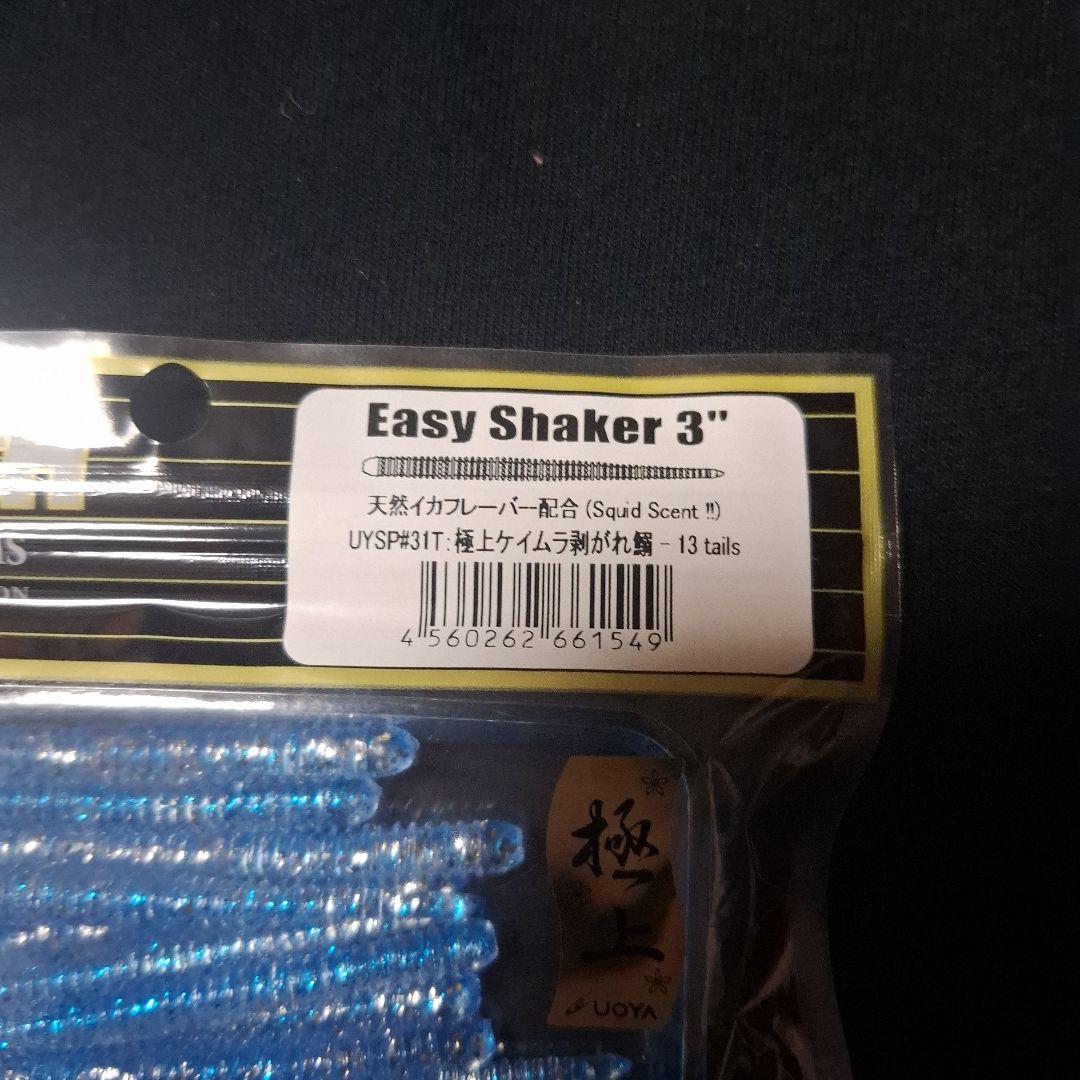 Easy Shaker 3"
天然イカフレーバー配合 (Squid Scent !!)
UYSP#31T:極上ケイムラ剥がれ鰯 - 13 tails
4 560262 661549
極上
UOYA